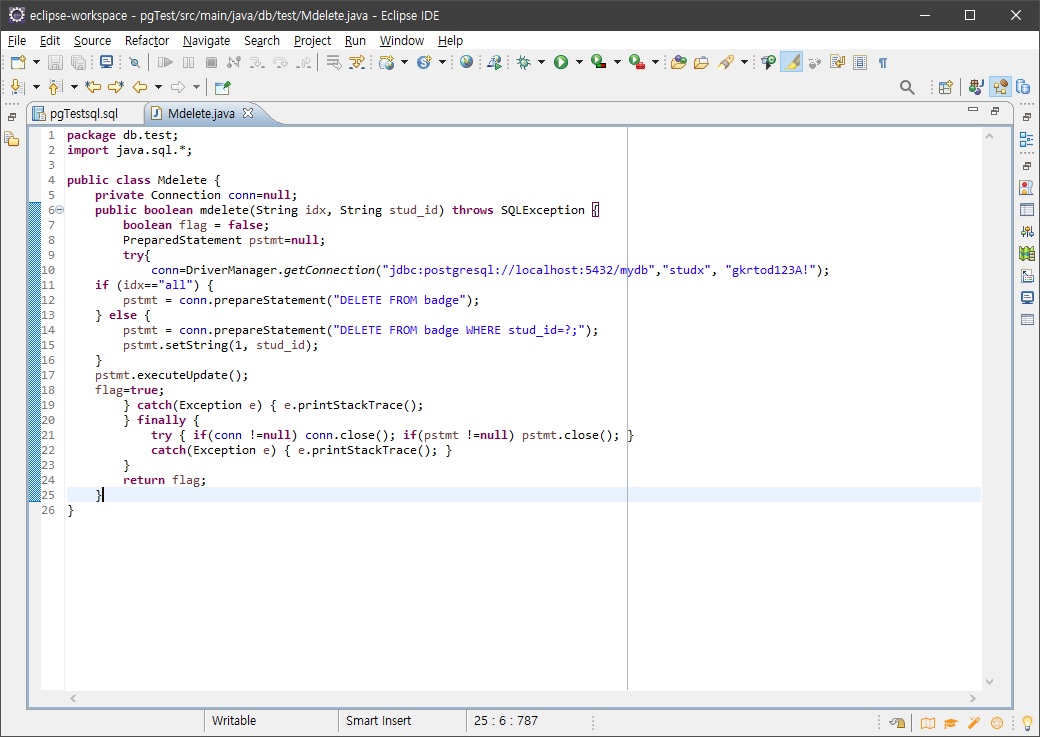 eclipse-workspace - pgTest/src/main/java/db/test/Mdelete.java - Eclipse IDE
File Edit Source Refactor Navigate Search Project Run Window Help
pgTestsql.sql Mdelete.java
1 package db.test;
2 import java.sql.*;
3
4 public class Mdelete {
5 private Connection conn=null;
6 public boolean mdelete(String idx, String stud_id) throws SQLException {
7 boolean flag = false;
8 PreparedStatement pstmt=null;
9 try{
10 conn=DriverManager.getConnection("jdbc:postgresql://localhost:5432/mydb","studx", "gkrtod123A!");
11 if (idx=="all") {
12 pstmt = conn.prepareStatement("DELETE FROM badge");
13 } else {
14 pstmt = conn.prepareStatement("DELETE FROM badge WHERE stud_id=?;");
15 pstmt.setString(1, stud_id);
16 }
17 pstmt.executeUpdate();
18 flag=true;
19 } catch(Exception e) { e.printStackTrace();
20 } finally {
21 try { if(conn !=null) conn.close(); if(pstmt !=null) pstmt.close(); }
22 catch(Exception e) { e.printStackTrace(); }
23 }
24 return flag;
25 }
26 }
Writable Smart Insert 25 : 6 : 787